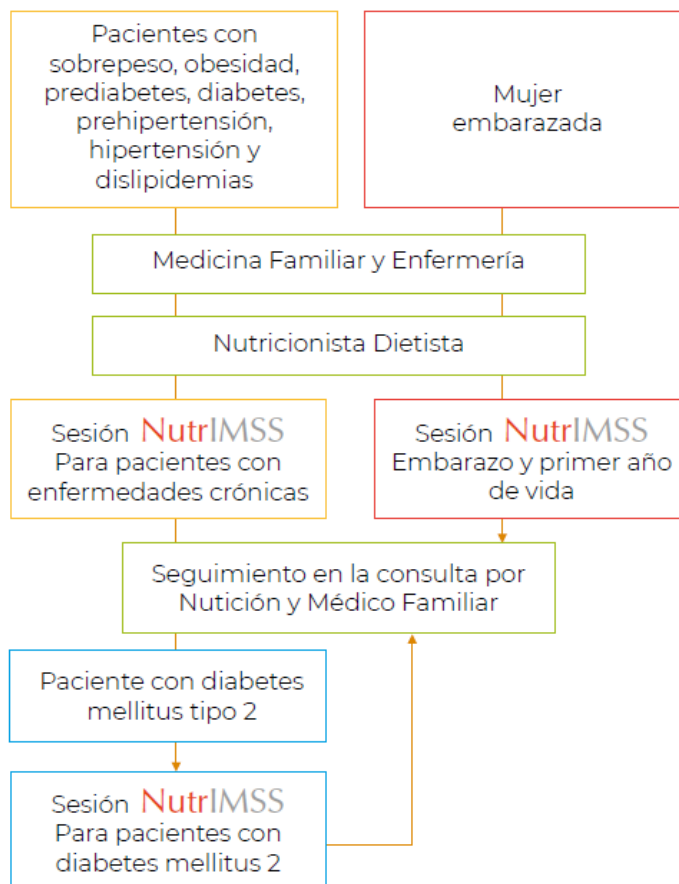 Pacientes con
sobrepeso, obesidad,
prediabetes, diabetes,
prehipertensión,
hipertensión y
dislipidemias
Mujer
embarazada
Medicina Familiar y Enfermería
Nutricionista Dietista
Sesión NutrIMSS
Para pacientes con
enfermedades crónicas
Sesión NutrIMSS
Embarazo y primer año
de vida
Seguimiento en la consulta por
Nutición y Médico Familiar
Paciente con diabetes
mellitus tipo 2
Sesión NutrIMSS
Para pacientes con
diabetes mellitus 2